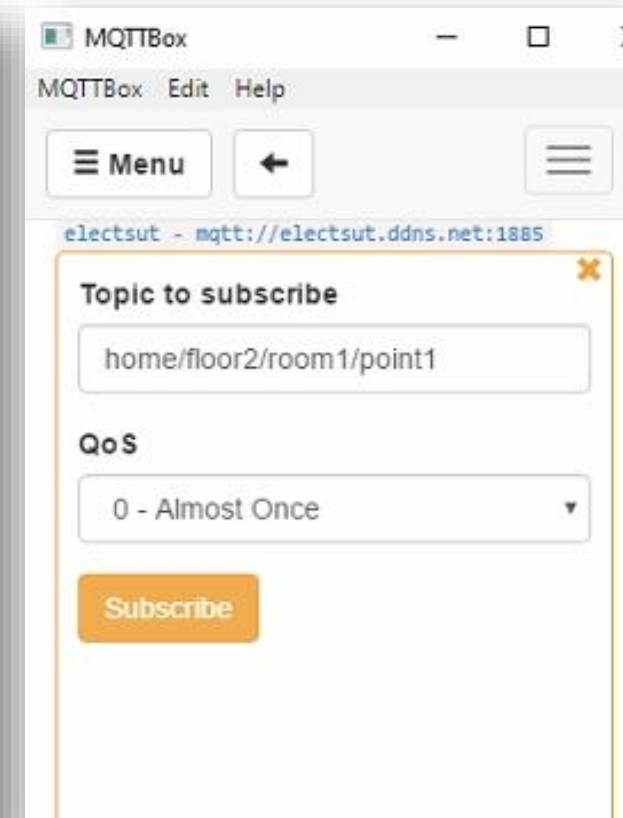 MQTTBox
MQTTBox Edit Help
Menu
electsut - mqtt://electsut.ddns.net:1885
Topic to subscribe
home/floor2/room1/point1
QoS
0 - Almost Once
Subscribe